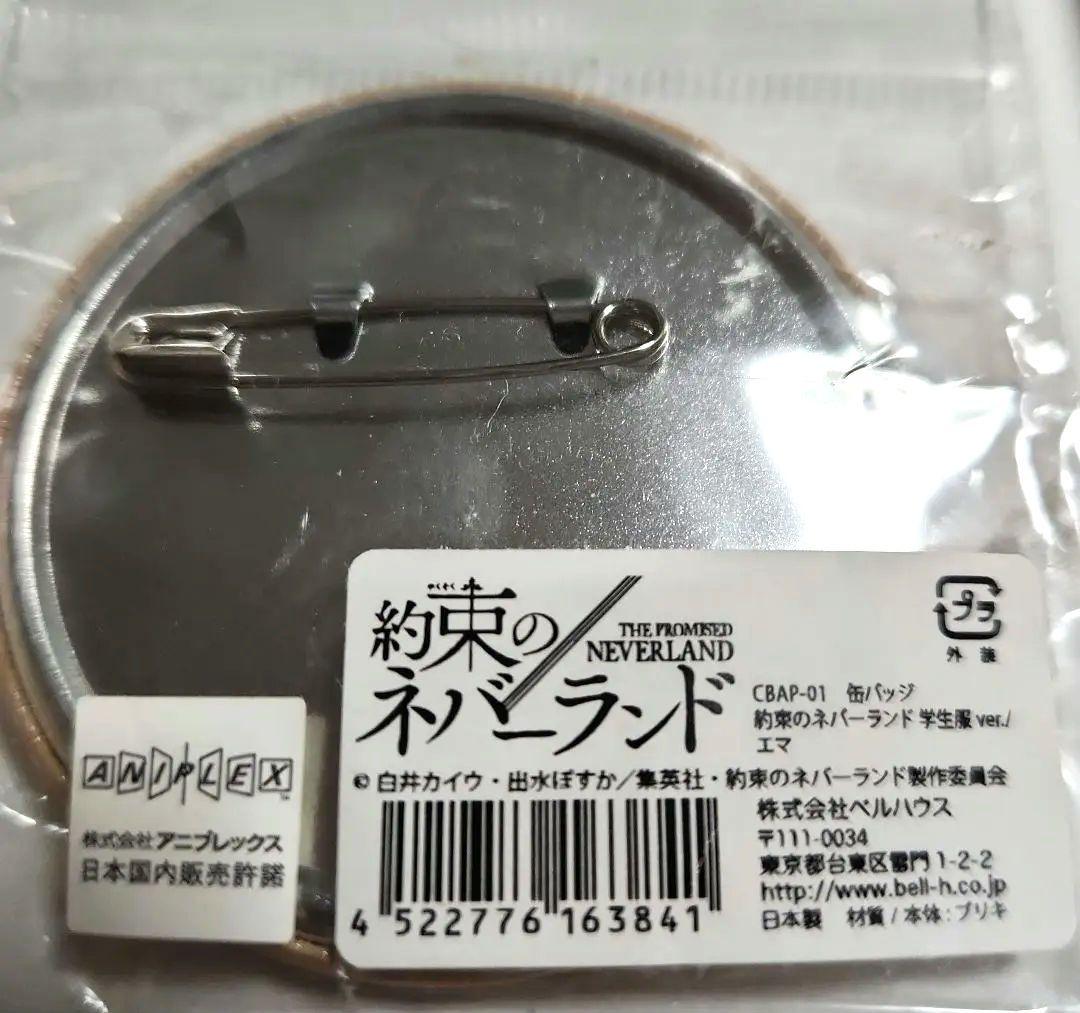 やくそく
約束の
ネバーランド
THE PROMISED
NEVERLAND
プラ
外装
CBAP-01 缶バッジ
約束のネバーランド 学生服 ver./
エマ
© 白井カイウ・出水ぽすか/集英社・約束のネバーランド製作委員会
株式会社ベルハウス
〒111-0034
東京都台東区雷門1-2-2
http://www.bell-h.co.jp
日本製 材質/本体:ブリキ
4 522776 163841
ANIPLEX™
株式会社アニプレックス
日本国内販売許諾